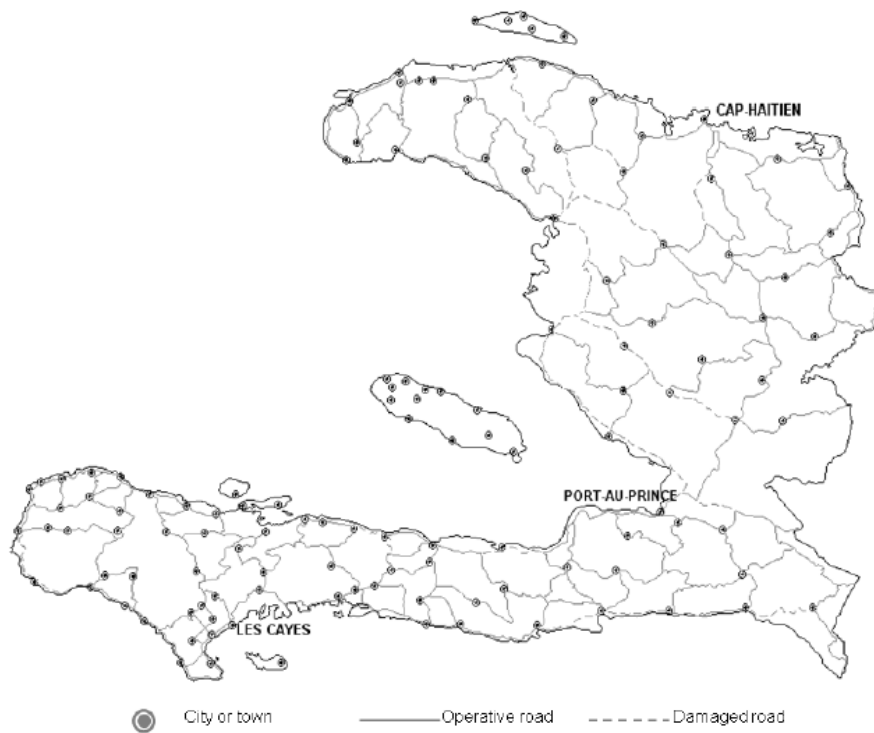 CAP-HAITIEN
PORT-AU-PRINCE
LES CAYES
City or town
Operative road
Damaged road